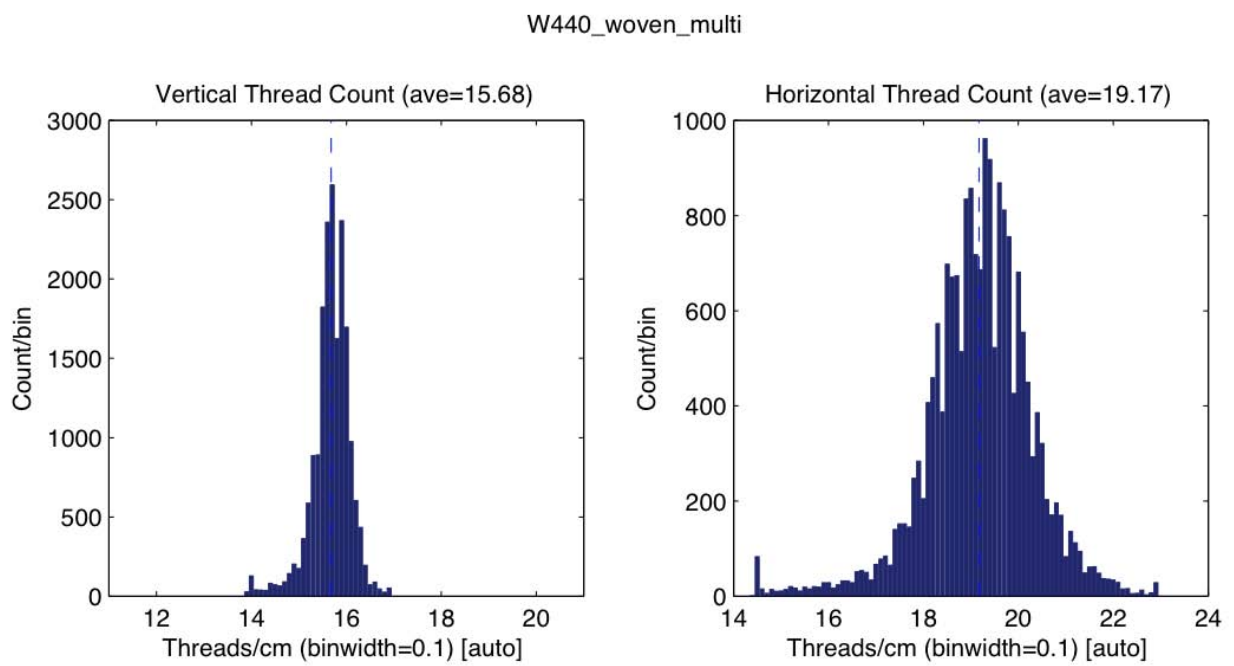 W440_woven_multi
Vertical Thread Count (ave=15.68)
3000
2500
2000
1500
1000
500
0
Count/bin
12 14 16 18 20
Threads/cm (binwidth=0.1) [auto]
Horizontal Thread Count (ave=19.17)
1000
800
600
400
200
0
Count/bin
14 16 18 20 22 24
Threads/cm (binwidth=0.1) [auto]